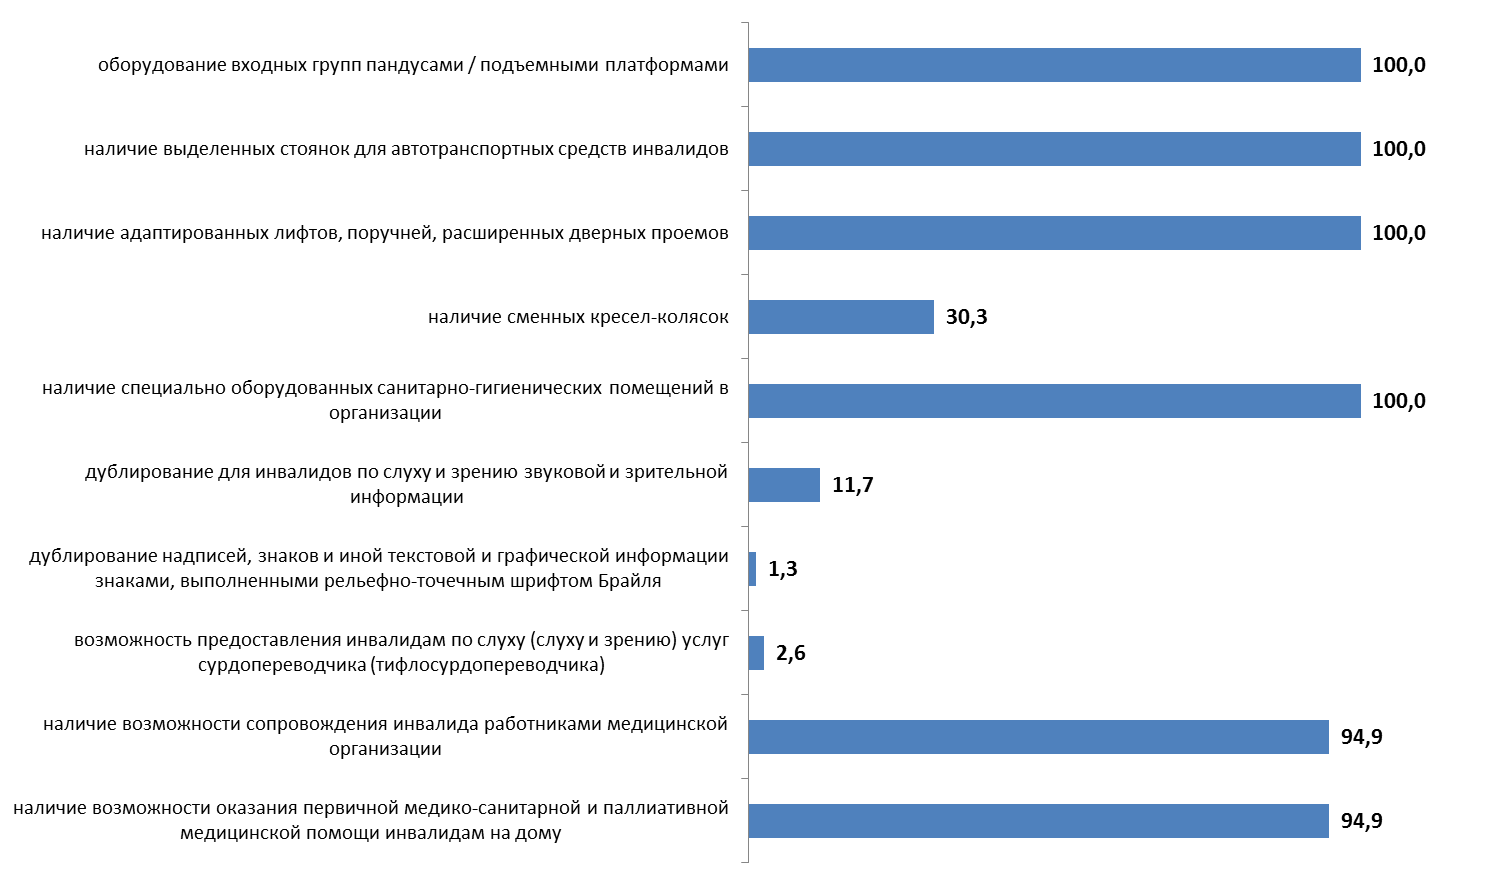 оборудование входных групп пандусами / подъемными платформами
100,0
наличие выделенных стоянок для автотранспортных средств инвалидов
100,0
наличие адаптированных лифтов, поручней, расширенных дверных проемов
100,0
наличие сменных кресел-колясок
30,3
наличие специально оборудованных санитарно-гигиенических помещений в
организации
100,0
дублирование для инвалидов по слуху и зрению звуковой и зрительной
информации
11,7
дублирование надписей, знаков и иной текстовой и графической информации
знаками, выполненными рельефно-точечным шрифтом Брайля
1,3
возможность предоставления инвалидам по слуху (слуху и зрению) услуг
сурдопереводчика (тифлосурдопереводчика)
2,6
наличие возможности сопровождения инвалида работниками медицинской
организации
94,9
наличие возможности оказания первичной медико-санитарной и паллиативной
медицинской помощи инвалидам на дому
94,9